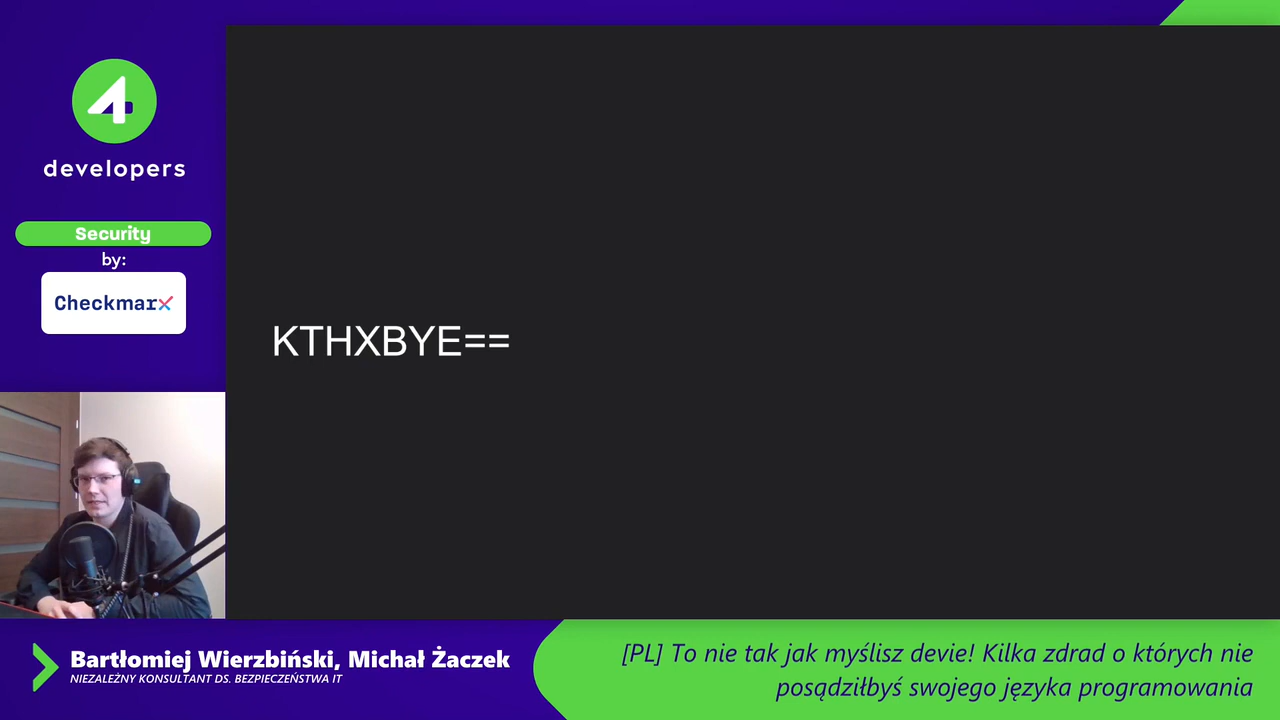 4
developers
Security
by:
Checkmarx
KTHXBYE==
Bartłomiej Wierzbiński, Michał Żaczek
NIEZALEŻNY KONSULTANT DS. BEZPIECZEŃSTWA IT
[PL] To nie tak jak myślisz devie! Kilka zdrad o których nie
posądziłbyś swojego języka programowania